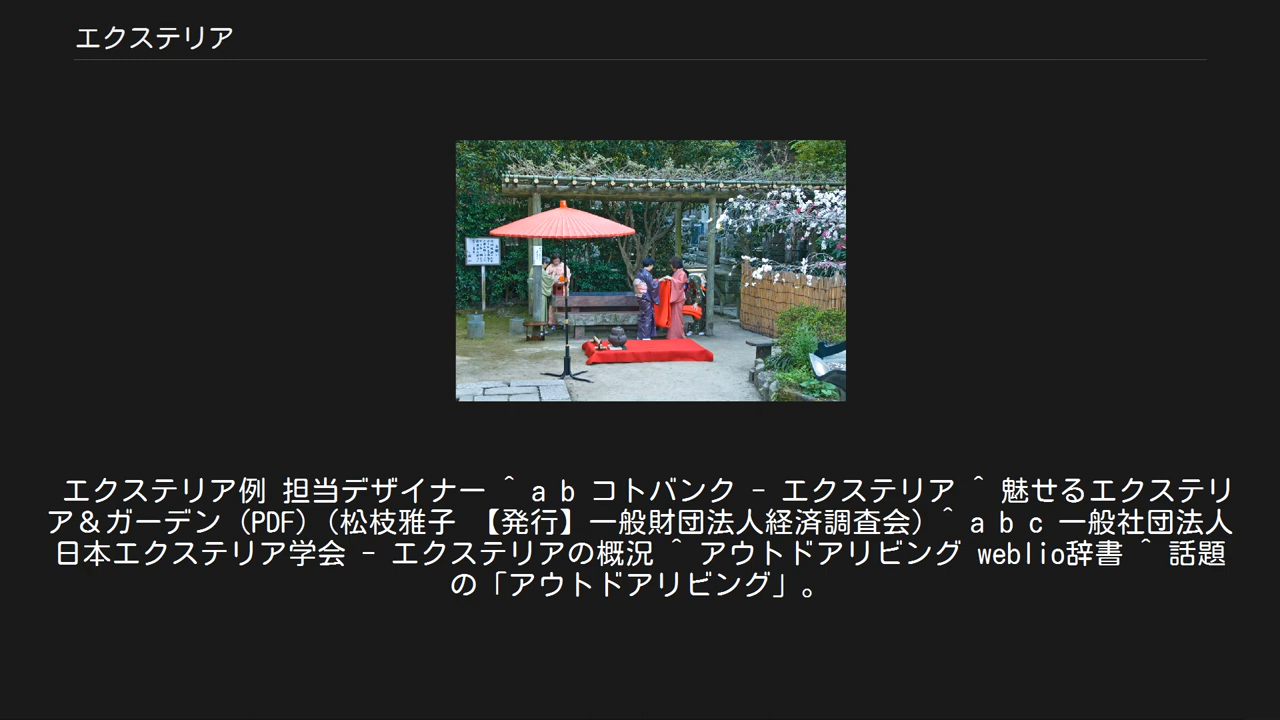 エクステリア
エクステリア例 担当デザイナー ^ a b コトバンク - エクステリア ^ 魅せるエクステリ
ア＆ガーデン（PDF）（松枝雅子 【発行】一般財団法人経済調査会）^ a b c 一般社団法人
日本エクステリア学会 - エクステリアの概況 ^ アウトドアリビング weblio辞書 ^ 話題
の「アウトドアリビング」。